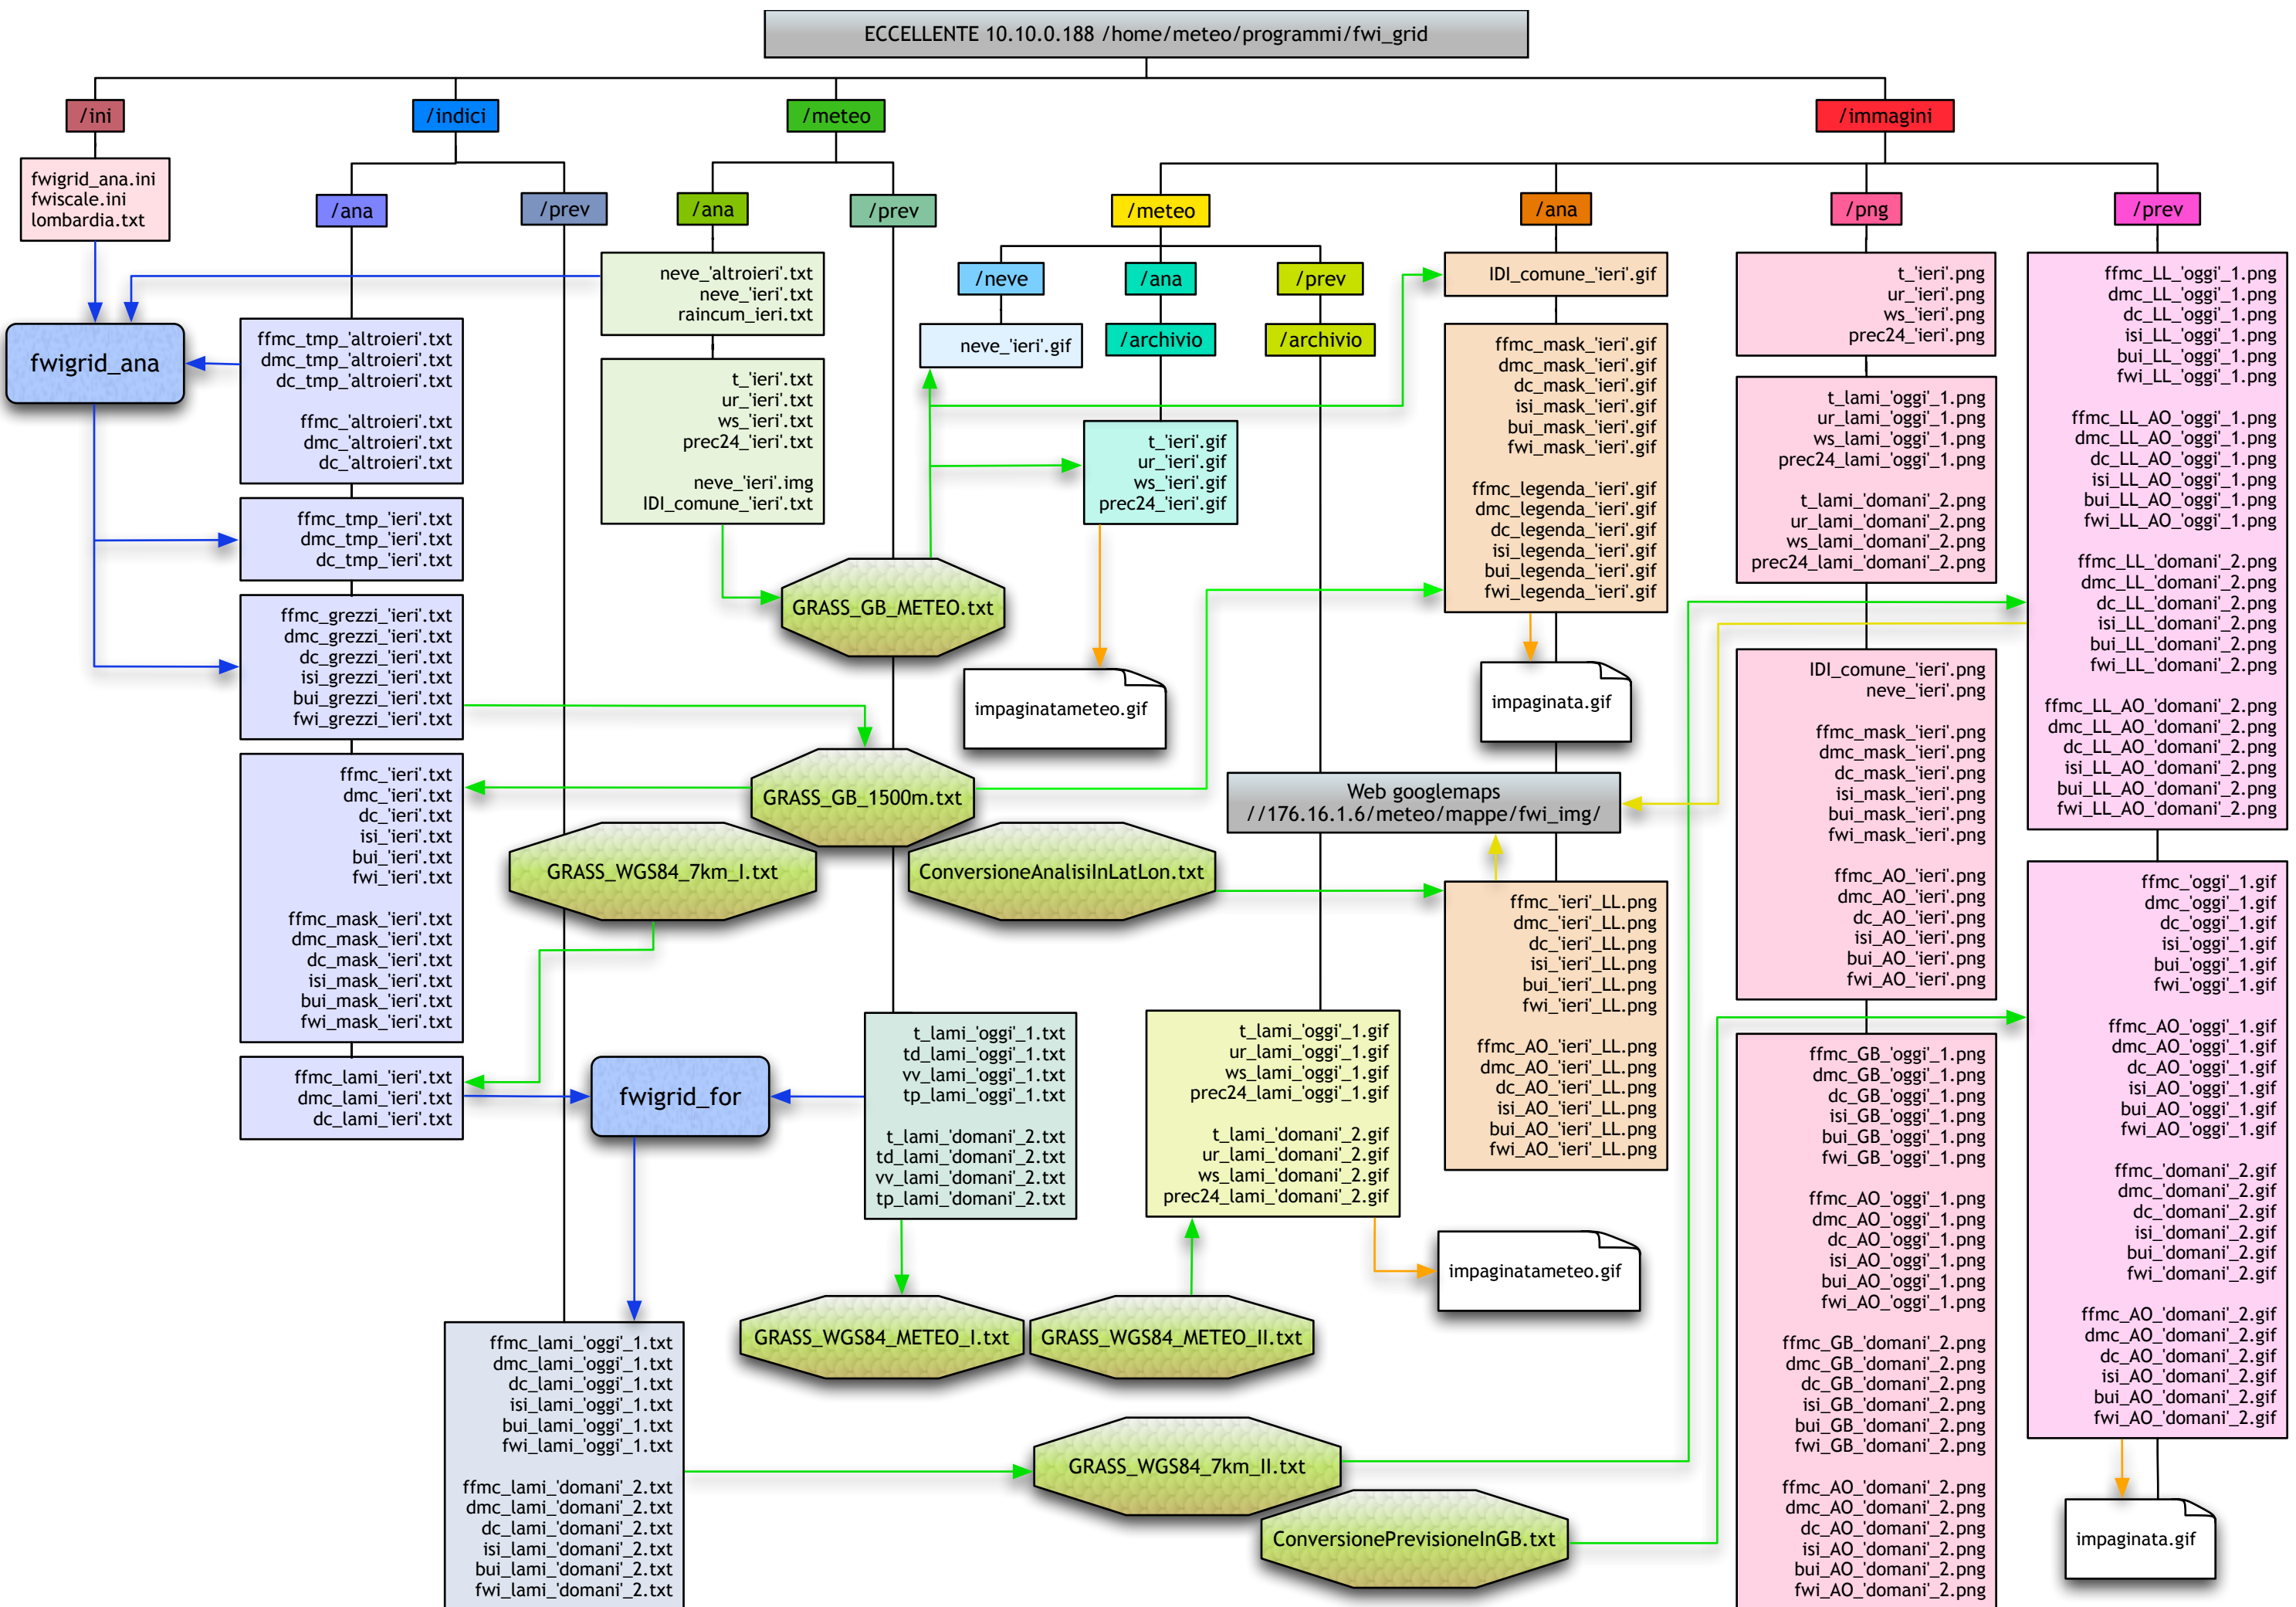 ECCELLENTE 10.10.0.188 /home/meteo/programmi/fwi_grid
/ini
/indici
/meteo
/immagini
fwigrid_ana.ini
fwiscale.ini
lombardia.txt
/ana
/prev
/ana
/prev
/meteo
/ana
/png
/prev
/neve
/ana
/prev
/archivio
/archivio
fwigrid_ana
ffmc_tmp_'altroieri'.txt
dmc_tmp_'altroieri'.txt
dc_tmp_'altroieri'.txt
ffmc_'altroieri'.txt
dmc_'altroieri'.txt
dc_'altroieri'.txt
ffmc_tmp_'ieri'.txt
dmc_tmp_'ieri'.txt
dc_tmp_'ieri'.txt
ffmc_grezzi_'ieri'.txt
dmc_grezzi_'ieri'.txt
dc_grezzi_'ieri'.txt
isi_grezzi_'ieri'.txt
bui_grezzi_'ieri'.txt
fwi_grezzi_'ieri'.txt
ffmc_'ieri'.txt
dmc_'ieri'.txt
dc_'ieri'.txt
isi_'ieri'.txt
bui_'ieri'.txt
fwi_'ieri'.txt
ffmc_mask_'ieri'.txt
dmc_mask_'ieri'.txt
dc_mask_'ieri'.txt
isi_mask_'ieri'.txt
bui_mask_'ieri'.txt
fwi_mask_'ieri'.txt
ffmc_lami_'ieri'.txt
dmc_lami_'ieri'.txt
dc_lami_'ieri'.txt
fwigrid_for
ffmc_lami_'oggi'_1.txt
dmc_lami_'oggi'_1.txt
dc_lami_'oggi'_1.txt
isi_lami_'oggi'_1.txt
bui_lami_'oggi'_1.txt
fwi_lami_'oggi'_1.txt
ffmc_lami_'domani'_2.txt
dmc_lami_'domani'_2.txt
dc_lami_'domani'_2.txt
isi_lami_'domani'_2.txt
bui_lami_'domani'_2.txt
fwi_lami_'domani'_2.txt
neve_'altroieri'.txt
neve_'ieri'.txt
raincum_ieri.txt
t_'ieri'.txt
ur_'ieri'.txt
ws_'ieri'.txt
prec24_'ieri'.txt
neve_'ieri'.img
IDI_comune_'ieri'.txt
GRASS_GB_METEO.txt
GRASS_GB_1500m.txt
GRASS_WGS84_7km_I.txt
ConversioneAnalisiInLatLon.txt
t_lami_'oggi'_1.txt
td_lami_'oggi'_1.txt
vv_lami_'oggi'_1.txt
tp_lami_'oggi'_1.txt
t_lami_'domani'_2.txt
td_lami_'domani'_2.txt
vv_lami_'domani'_2.txt
tp_lami_'domani'_2.txt
GRASS_WGS84_METEO_I.txt
GRASS_WGS84_METEO_II.txt
GRASS_WGS84_7km_II.txt
ConversionePrevisioneInGB.txt
neve_'ieri'.gif
t_'ieri'.gif
ur_'ieri'.gif
ws_'ieri'.gif
prec24_'ieri'.gif
impaginatameteo.gif
t_lami_'oggi'_1.gif
ur_lami_'oggi'_1.gif
ws_lami_'oggi'_1.gif
prec24_lami_'oggi'_1.gif
t_lami_'domani'_2.gif
ur_lami_'domani'_2.gif
ws_lami_'domani'_2.gif
prec24_lami_'domani'_2.gif
impaginatameteo.gif
IDI_comune_'ieri'.gif
ffmc_mask_'ieri'.gif
dmc_mask_'ieri'.gif
dc_mask_'ieri'.gif
isi_mask_'ieri'.gif
bui_mask_'ieri'.gif
fwi_mask_'ieri'.gif
ffmc_legenda_'ieri'.gif
dmc_legenda_'ieri'.gif
dc_legenda_'ieri'.gif
isi_legenda_'ieri'.gif
bui_legenda_'ieri'.gif
fwi_legenda_'ieri'.gif
impaginata.gif
Web googlemaps
//176.16.1.6/meteo/mappe/fwi_img/
ffmc_'ieri'_LL.png
dmc_'ieri'_LL.png
dc_'ieri'_LL.png
isi_'ieri'_LL.png
bui_'ieri'_LL.png
fwi_'ieri'_LL.png
ffmc_AO_'ieri'_LL.png
dmc_AO_'ieri'_LL.png
dc_AO_'ieri'_LL.png
isi_AO_'ieri'_LL.png
bui_AO_'ieri'_LL.png
fwi_AO_'ieri'_LL.png
t_'ieri'.png
ur_'ieri'.png
ws_'ieri'.png
prec24_'ieri'.png
t_lami_'oggi'_1.png
ur_lami_'oggi'_1.png
ws_lami_'oggi'_1.png
prec24_lami_'oggi'_1.png
t_lami_'domani'_2.png
ur_lami_'domani'_2.png
ws_lami_'domani'_2.png
prec24_lami_'domani'_2.png
IDI_comune_'ieri'.png
neve_'ieri'.png
ffmc_mask_'ieri'.png
dmc_mask_'ieri'.png
dc_mask_'ieri'.png
isi_mask_'ieri'.png
bui_mask_'ieri'.png
fwi_mask_'ieri'.png
ffmc_AO_'ieri'.png
dmc_AO_'ieri'.png
dc_AO_'ieri'.png
isi_AO_'ieri'.png
bui_AO_'ieri'.png
fwi_AO_'ieri'.png
ffmc_GB_'oggi'_1.png
dmc_GB_'oggi'_1.png
dc_GB_'oggi'_1.png
isi_GB_'oggi'_1.png
bui_GB_'oggi'_1.png
fwi_GB_'oggi'_1.png
ffmc_AO_'oggi'_1.png
dmc_AO_'oggi'_1.png
dc_AO_'oggi'_1.png
isi_AO_'oggi'_1.png
bui_AO_'oggi'_1.png
fwi_AO_'oggi'_1.png
ffmc_GB_'domani'_2.png
dmc_GB_'domani'_2.png
dc_GB_'domani'_2.png
isi_GB_'domani'_2.png
bui_GB_'domani'_2.png
fwi_GB_'domani'_2.png
ffmc_AO_'domani'_2.png
dmc_AO_'domani'_2.png
dc_AO_'domani'_2.png
isi_AO_'domani'_2.png
bui_AO_'domani'_2.png
fwi_AO_'domani'_2.png
ffmc_LL_'oggi'_1.png
dmc_LL_'oggi'_1.png
dc_LL_'oggi'_1.png
isi_LL_'oggi'_1.png
bui_LL_'oggi'_1.png
fwi_LL_'oggi'_1.png
ffmc_LL_AO_'oggi'_1.png
dmc_LL_AO_'oggi'_1.png
dc_LL_AO_'oggi'_1.png
isi_LL_AO_'oggi'_1.png
bui_LL_AO_'oggi'_1.png
fwi_LL_AO_'oggi'_1.png
ffmc_LL_'domani'_2.png
dmc_LL_'domani'_2.png
dc_LL_'domani'_2.png
isi_LL_'domani'_2.png
bui_LL_'domani'_2.png
fwi_LL_'domani'_2.png
ffmc_LL_AO_'domani'_2.png
dmc_LL_AO_'domani'_2.png
dc_LL_AO_'domani'_2.png
isi_LL_AO_'domani'_2.png
bui_LL_AO_'domani'_2.png
fwi_LL_AO_'domani'_2.png
ffmc_'oggi'_1.gif
dmc_'oggi'_1.gif
dc_'oggi'_1.gif
isi_'oggi'_1.gif
bui_'oggi'_1.gif
fwi_'oggi'_1.gif
ffmc_AO_'oggi'_1.gif
dmc_AO_'oggi'_1.gif
dc_AO_'oggi'_1.gif
isi_AO_'oggi'_1.gif
bui_AO_'oggi'_1.gif
fwi_AO_'oggi'_1.gif
ffmc_'domani'_2.gif
dmc_'domani'_2.gif
dc_'domani'_2.gif
isi_'domani'_2.gif
bui_'domani'_2.gif
fwi_'domani'_2.gif
ffmc_AO_'domani'_2.gif
dmc_AO_'domani'_2.gif
dc_AO_'domani'_2.gif
isi_AO_'domani'_2.gif
bui_AO_'domani'_2.gif
fwi_AO_'domani'_2.gif
impaginata.gif